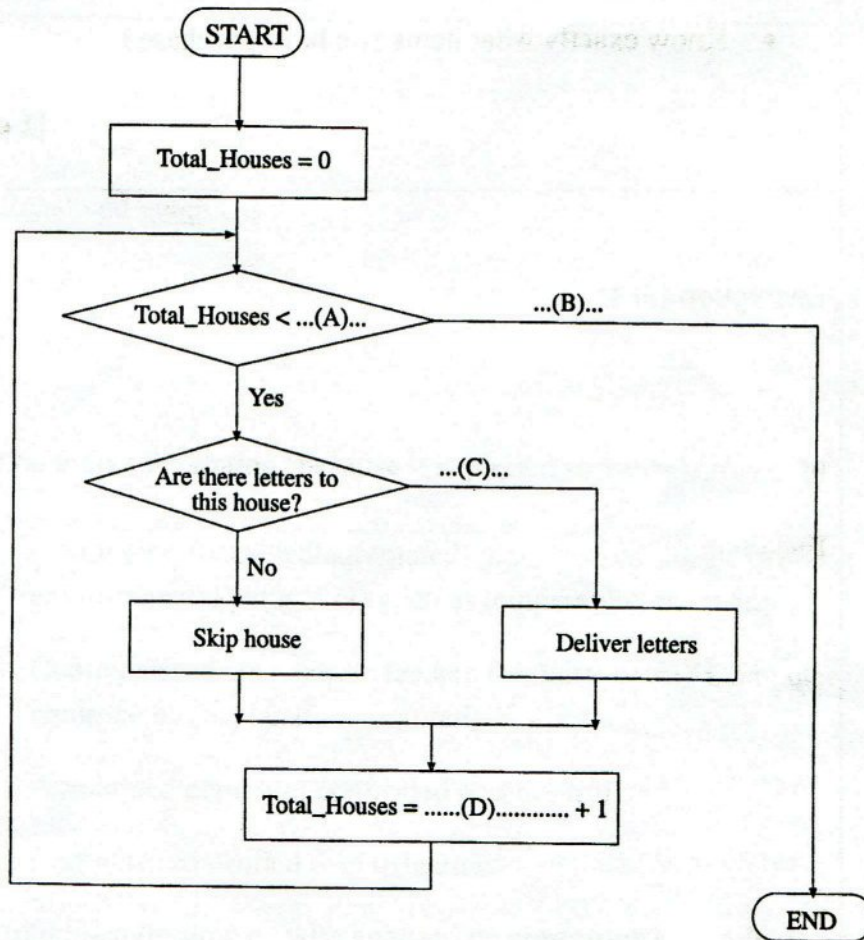 START
Total_Houses = 0
Total_Houses < ...(A)...
...(B)...
Yes
Are there letters to
this house?
...(C)...
No
Skip house
Deliver letters
Total_Houses = ......(D)............. + 1
END